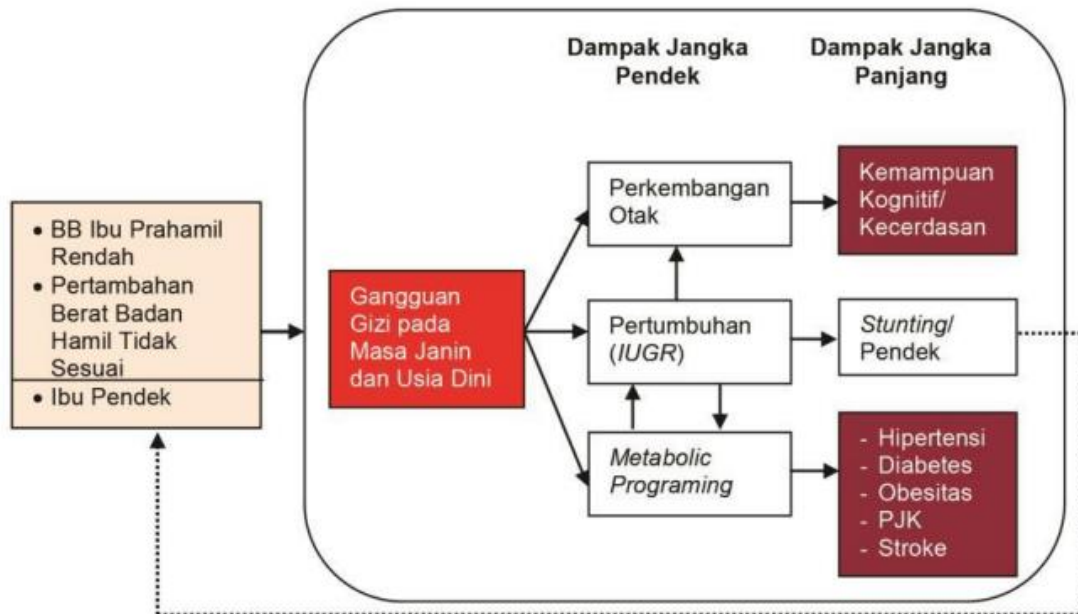 Dampak Jangka
Pendek
Dampak Jangka
Panjang
• BB Ibu Prahamil
Rendah
• Pertambahan
Berat Badan
Hamil Tidak
Sesuai
• Ibu Pendek
Gangguan
Gizi pada
Masa Janin
dan Usia Dini
Perkembangan
Otak
Kemampuan
Kognitif/
Kecerdasan
Pertumbuhan
(IUGR)
Stunting/
Pendek
Metabolic
Programing
- Hipertensi
- Diabetes
- Obesitas
- PJK
- Stroke